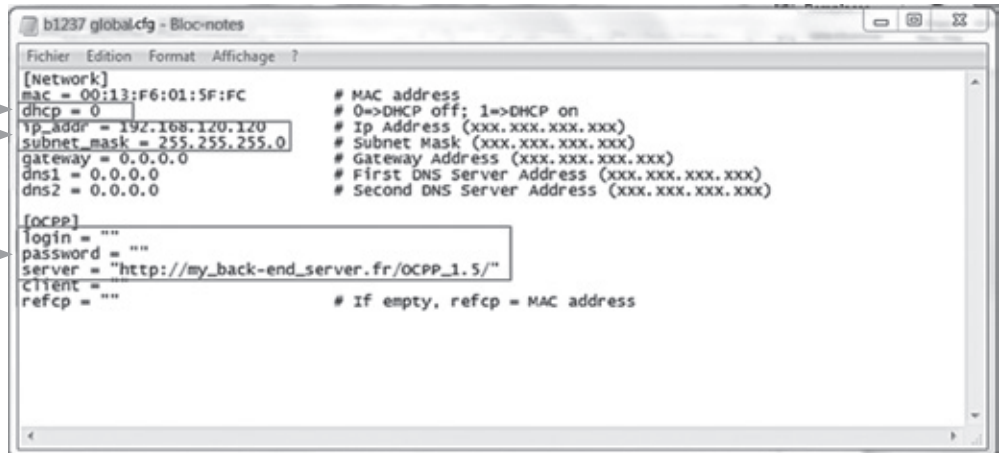 b1237 global.cfg - Bloc-notes
Fichier Edition Format Affichage ?
[Network]
mac = 00:13:F6:01:5F:FC # MAC address
dhcp = 0 # 0=>DHCP off; 1=>DHCP on
ip_addr = 192.168.120.120 # Ip Address (xxx.xxx.xxx.xxx)
subnet_mask = 255.255.255.0 # Subnet Mask (xxx.xxx.xxx.xxx)
gateway = 0.0.0.0 # Gateway Address (xxx.xxx.xxx.xxx)
dns1 = 0.0.0.0 # First DNS Server Address (xxx.xxx.xxx.xxx)
dns2 = 0.0.0.0 # Second DNS Server Address (xxx.xxx.xxx.xxx)
[OCPP]
login = ""
password = ""
server = "http://my_back-end_server.fr/OCPP_1.5/"
client = ""
refcp = "" # If empty, refcp = MAC address